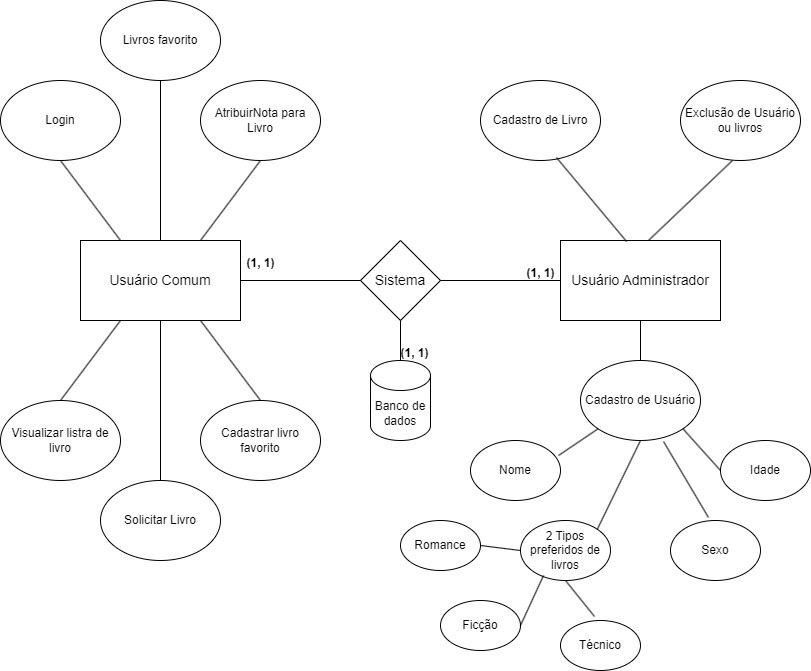 Livros favorito
Login
AtribuirNota para
Livro
Cadastro de Livro
Exclusão de Usuário
ou livros
(1, 1)
(1, 1)
Usuário Comum
Sistema
Usuário Administrador
(1, 1)
Banco de
dados
Cadastro de Usuário
Visualizar listra de
livro
Cadastrar livro
favorito
Nome
Idade
Solicitar Livro
Romance
2 Tipos
preferidos de
livros
Sexo
Ficção
Técnico